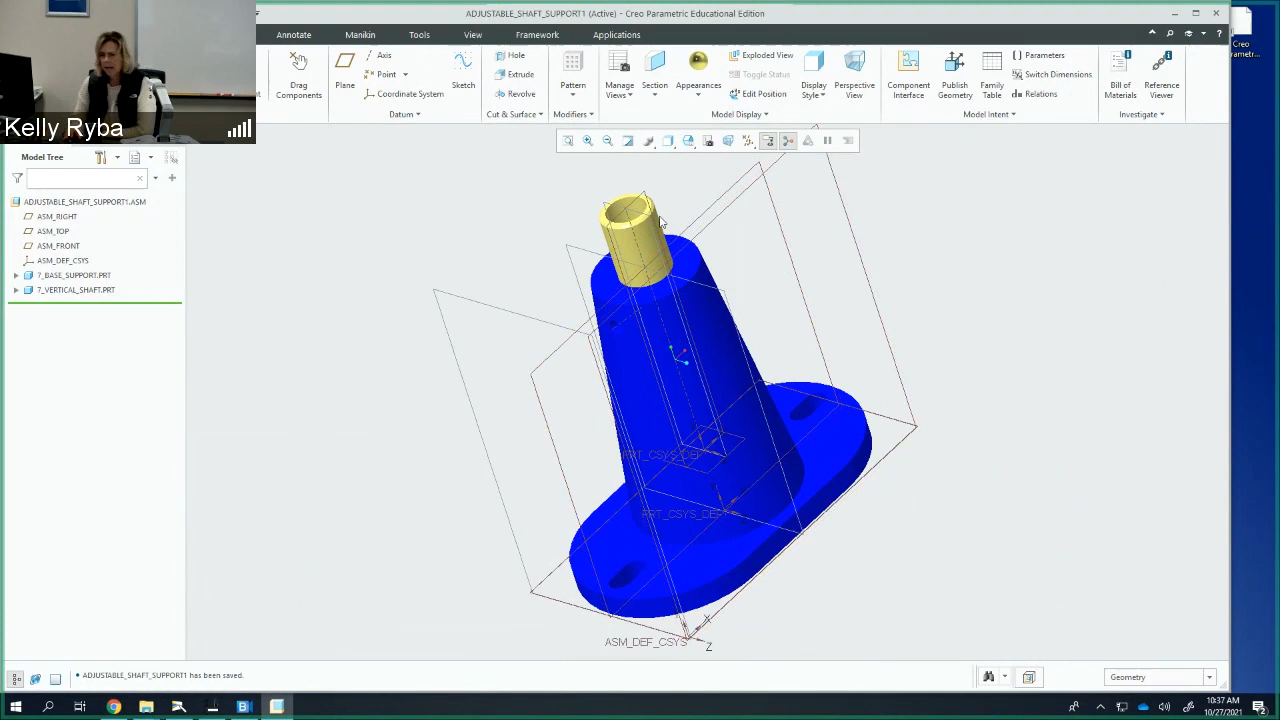 ADJUSTABLE_SHAFT_SUPPORT1 (Active) - Creo Parametric Educational Edition
Creo
Annotate
Manikin
Tools
View
Framework
Applications
Drag
Components
Plane
Axis
Point
Coordinate System
Sketch
Datum
Hole
Extrude
Revolve
Cut & Surface
Pattern
Modifiers
Manage
Views
Section
Appearances
Exploded View
Toggle Status
Edit Position
Display
Style
Perspective
View
Model Display
Component
Interface
Publish
Geometry
Family
Table
Parameters
Switch Dimensions
Relations
Model Intent
Bill of
Materials
Reference
Viewer
Investigate
Kelly Ryba
Model Tree
ADJUSTABLE_SHAFT_SUPPORT1.ASM
ASM_RIGHT
ASM_TOP
ASM_FRONT
ASM_DEF_CSYS
7_BASE_SUPPORT.PRT
7_VERTICAL_SHAFT.PRT
ASM_DEF_CSYS
X
Z
ADJUSTABLE_SHAFT_SUPPORT1 has been saved.
Geometry
10:37 AM
10/27/2021